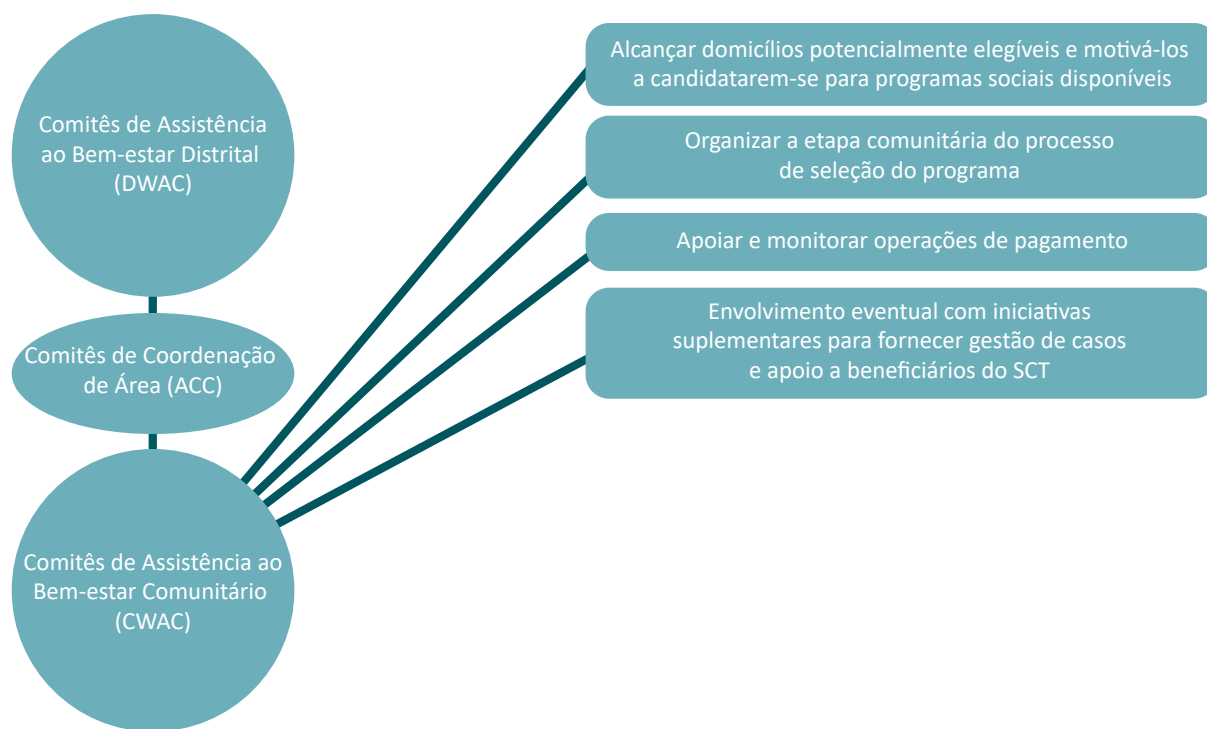 Comitês de Assistência
ao Bem-estar Distrital
(DWAC)
Comitês de Coordenação
de Área (ACC)
Comitês de Assistência ao
Bem-estar Comunitário
(CWAC)
Alcançar domicílios potencialmente elegíveis e motivá-los
a candidatarem-se para programas sociais disponíveis
Organizar a etapa comunitária do processo
de seleção do programa
Apoiar e monitorar operações de pagamento
Envolvimento eventual com iniciativas
suplementares para fornecer gestão de casos
e apoio a beneficiários do SCT